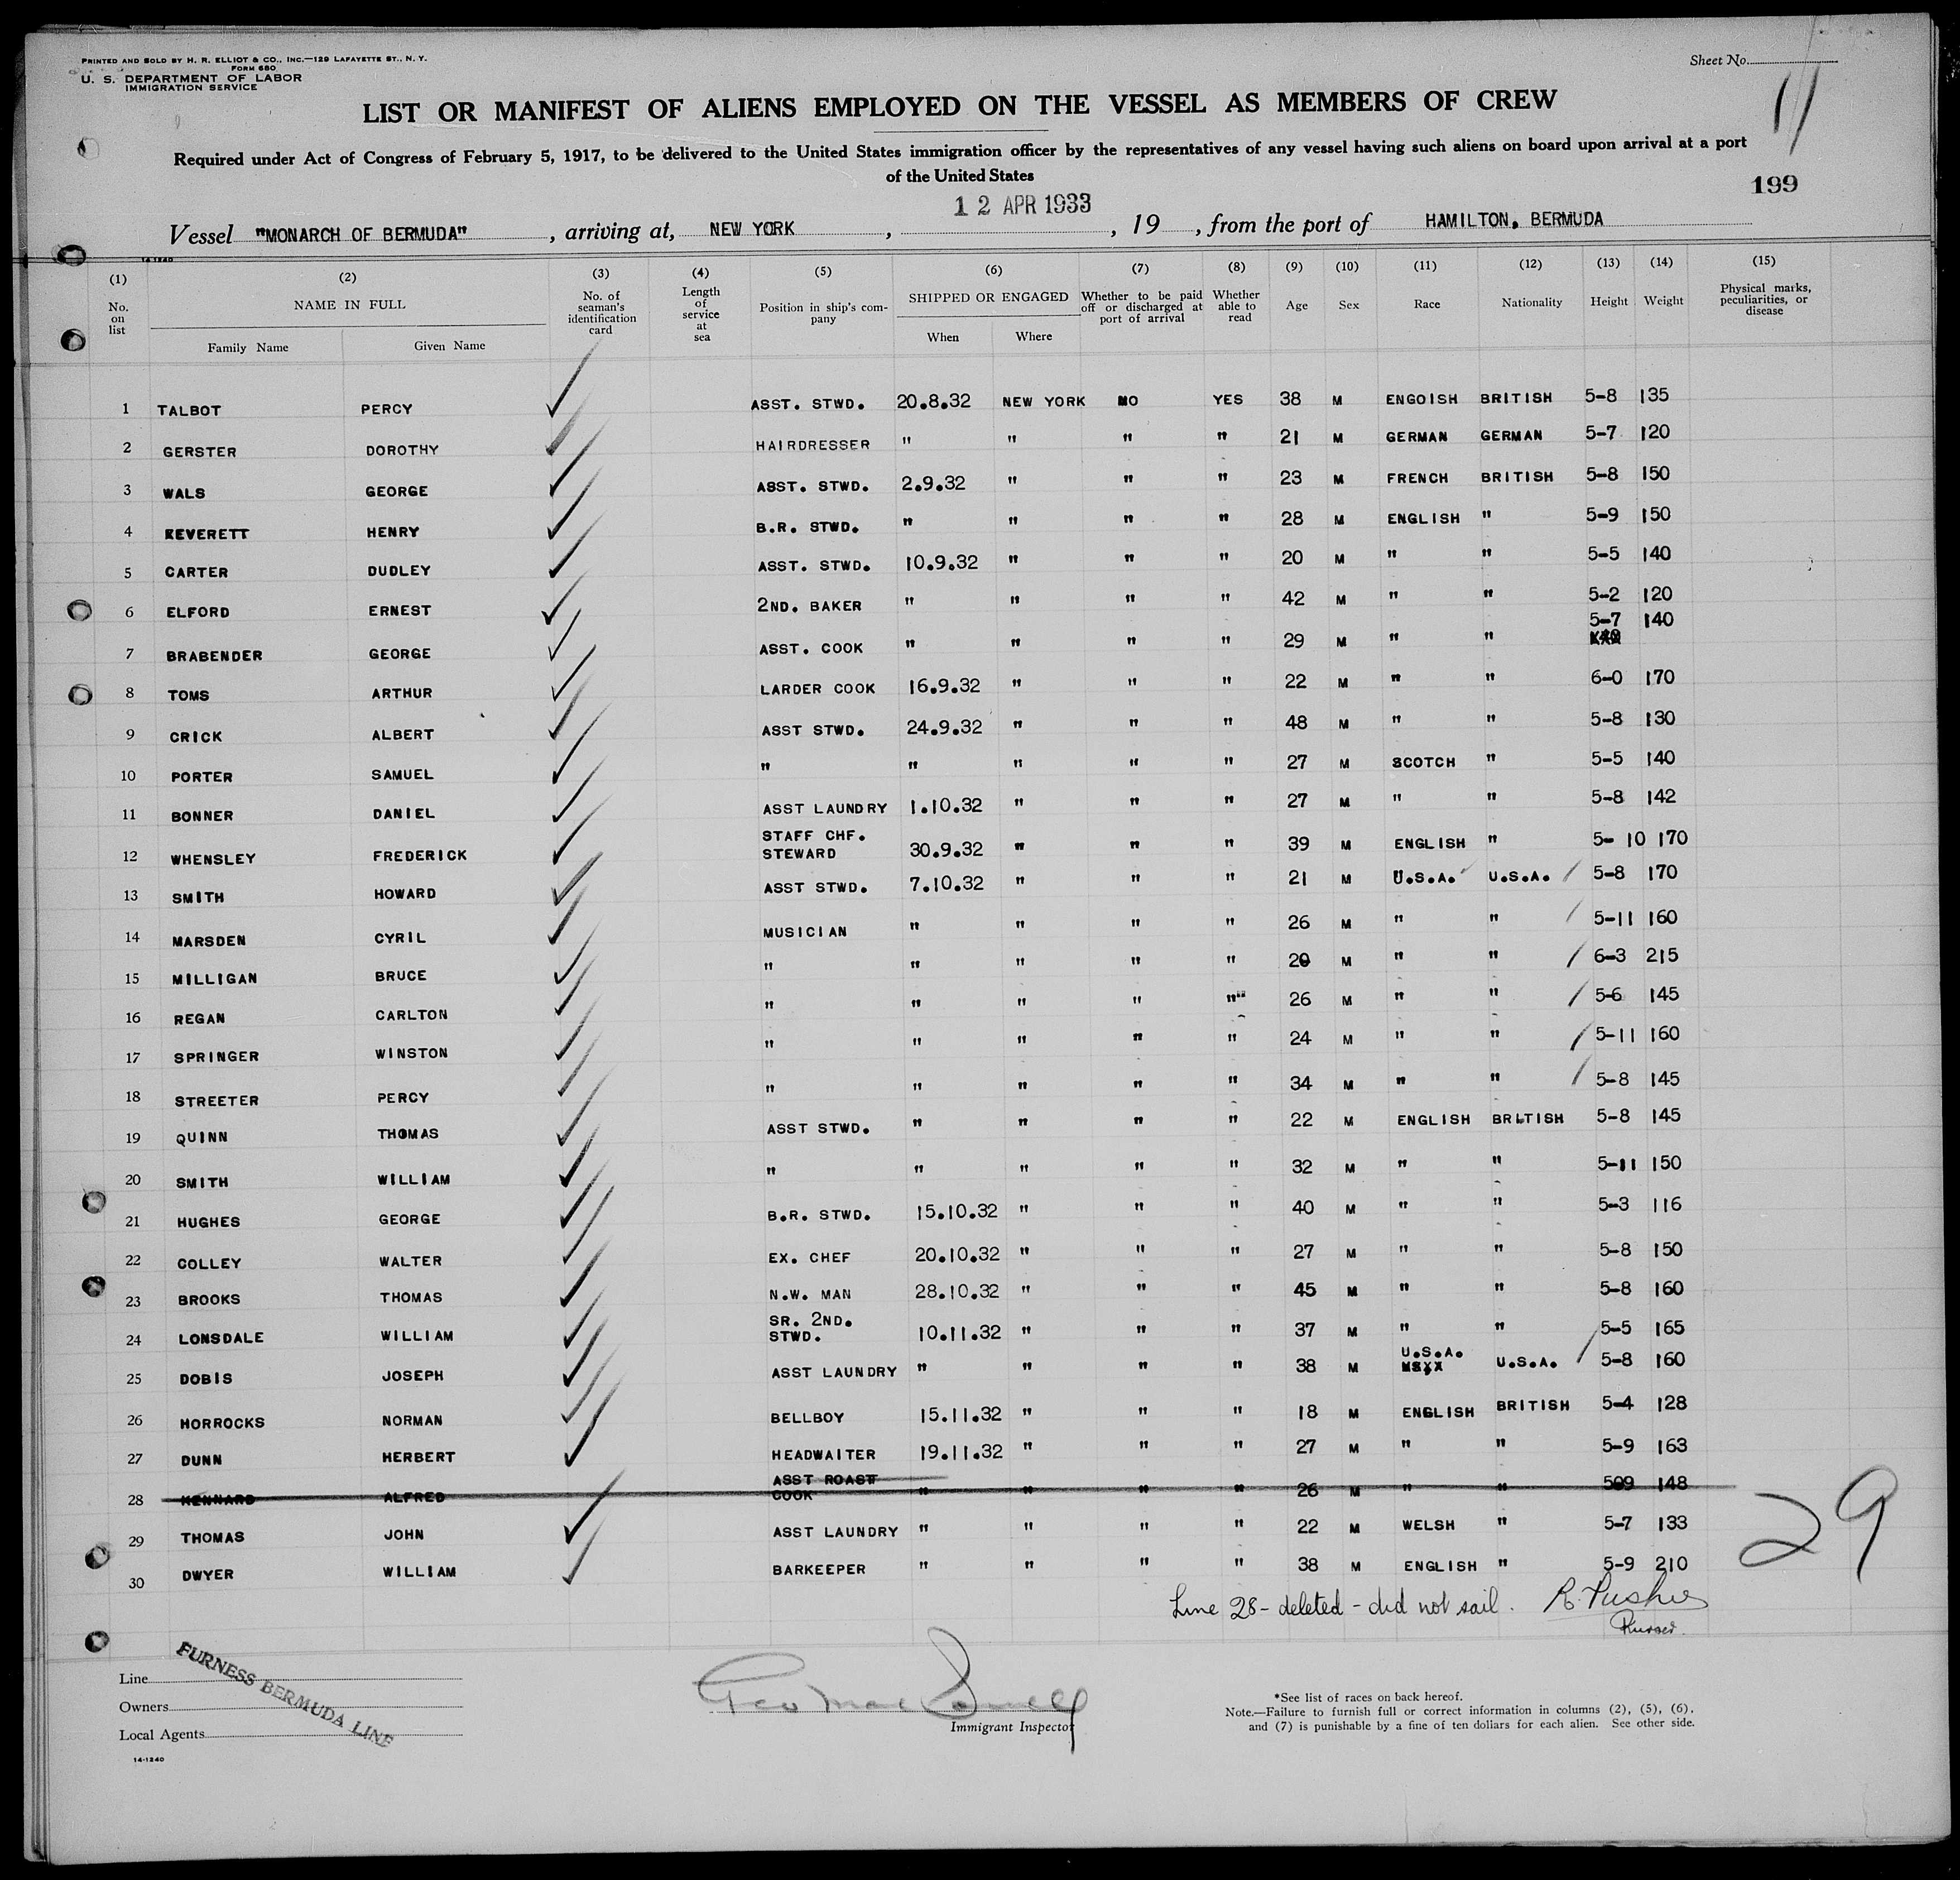 PRINTED AND SOLD BY H. R. ELLIOT & CO., INC.—129 LAFAYETTE ST., N. Y.
FORM 680
U. S. DEPARTMENT OF LABOR
IMMIGRATION SERVICE
Sheet No.
11
LIST OR MANIFEST OF ALIENS EMPLOYED ON THE VESSEL AS MEMBERS OF CREW
Required under Act of Congress of February 5, 1917, to be delivered to the United States immigration officer by the representatives of any vessel having such aliens on board upon arrival at a port
of the United States
199
12 APR 1933
Vessel "MONARCH OF BERMUDA", arriving at, NEW YORK, , 19 , from the port of HAMILTON, BERMUDA
14-1240
(1) No. on list (2) NAME IN FULL Family Name Given Name (3) No. of seaman's identification card (4) Length of service at sea (5) Position in ship's company (6) SHIPPED OR ENGAGED When Where (7) Whether to be paid off or discharged at port of arrival (8) Whether able to read (9) Age (10) Sex (11) Race (12) Nationality (13) Height (14) Weight (15) Physical marks, peculiarities, or disease
1 TALBOT PERCY ASST. STWD. 20.8.32 NEW YORK NO YES 38 M ENGOISH BRITISH 5-8 135
2 GERSTER DOROTHY HAIRDRESSER " " " " 21 M GERMAN GERMAN 5-7 120
3 WALS GEORGE ASST. STWD. 2.9.32 " " " 23 M FRENCH BRITISH 5-8 150
4 EVERETT HENRY B.R. STWD. " " " " 28 M ENGLISH " 5-9 150
5 CARTER DUDLEY ASST. STWD. 10.9.32 " " " 20 M " " 5-5 140
6 ELFORD ERNEST 2ND. BAKER " " " " 42 M " " 5-2 120
7 BRABENDER GEORGE ASST. COOK " " " " 29 M " " 5-7 140
8 TOMS ARTHUR LARDER COOK 16.9.32 " " " 22 M " " 6-0 170
9 CRICK ALBERT ASST STWD. 24.9.32 " " " 48 M " " 5-8 130
10 PORTER SAMUEL " " " " " 27 M SCOTCH " 5-5 140
11 BONNER DANIEL ASST LAUNDRY 1.10.32 " " " 27 M " " 5-8 142
12 WHENSLEY FREDERICK STAFF CHF. STEWARD 30.9.32 " " " 39 M ENGLISH " 5-10 170
13 SMITH HOWARD ASST STWD. 7.10.32 " " " 21 M U.S.A. U.S.A. 5-8 170
14 MARSDEN CYRIL MUSICIAN " " " " 26 M " " 5-11 160
15 MILLIGAN BRUCE " " " " " M " " 6-3 215
16 REGAN CARLTON " " " " " 26 M " " 5-6 145
17 SPRINGER WINSTON " " " " " 24 M " " 5-11 160
18 STREETER PERCY " " " " " 34 M " " 5-8 145
19 QUINN THOMAS ASST STWD. " " " " 22 M ENGLISH BRITISH 5-8 145
20 SMITH WILLIAM " " " " " 32 M " " 5-11 150
21 HUGHES GEORGE B.R. STWD. 15.10.32 " " " 40 M " " 5-3 116
22 COLLEY WALTER EX. CHEF 20.10.32 " " " 27 M " " 5-8 150
23 BROOKS THOMAS N.W. MAN 28.10.32 " " " 45 M " " 5-8 160
24 LONSDALE WILLIAM SR. 2ND. STWD. 10.11.32 " " " 37 M " " 5-5 165
25 DOBIS JOSEPH ASST LAUNDRY " " " " 38 M U.S.A. U.S.A. 5-8 160
26 HORROCKS NORMAN BELLBOY 15.11.32 " " " 18 M ENGLISH BRITISH 5-4 128
27 DUNN HERBERT HEADWAITER 19.11.32 " " " 27 M " " 5-9 163
28 KENNARD ALFRED ASST ROAST COOK " " " " 26 M " " 509 148
29 THOMAS JOHN ASST LAUNDRY " " " " 22 M WELSH " 5-7 133
30 DWYER WILLIAM BARKEEPER " " " " 38 M ENGLISH " 5-9 210
29
Line 28 - deleted - did not sail.
Purser.
Line
Owners
Local Agents
FURNESS BERMUDA LINE
14-1240
Immigrant Inspector
*See list of races on back hereof.
Note.—Failure to furnish full or correct information in columns (2), (5), (6),
and (7) is punishable by a fine of ten dollars for each alien. See other side.